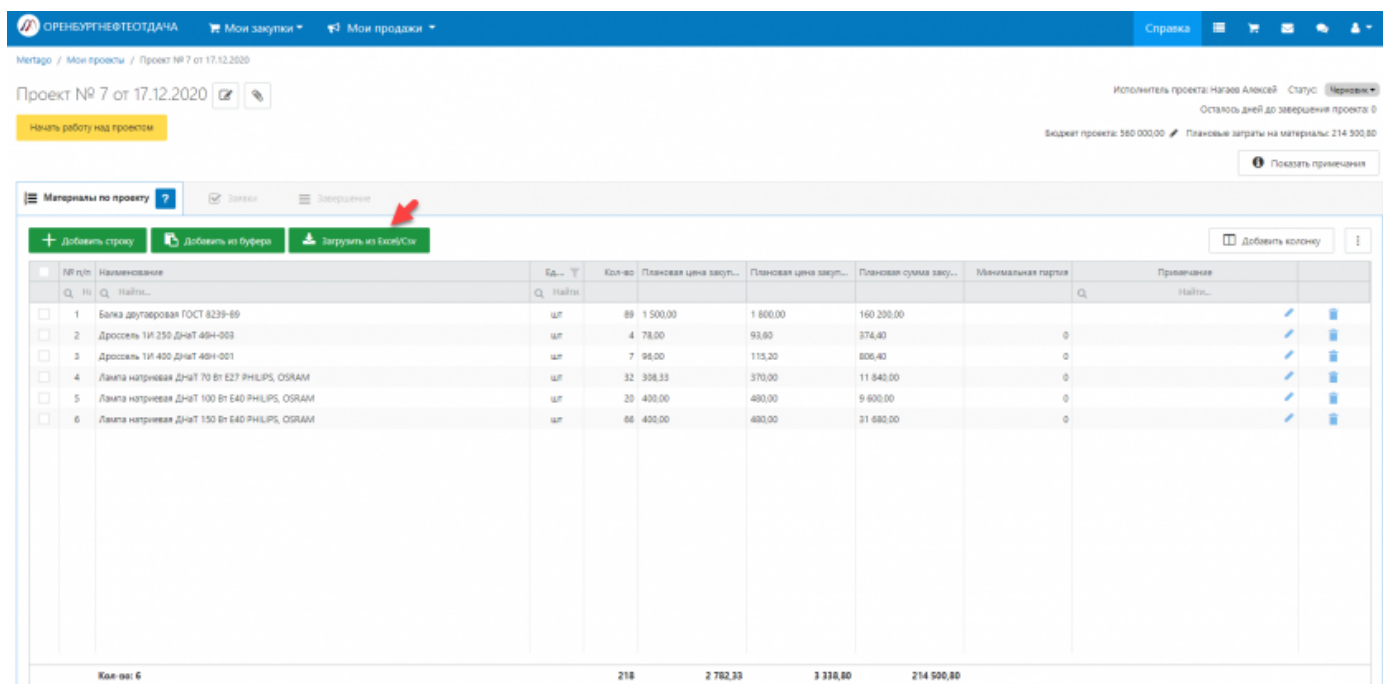 ОРЕНБУРГНЕФТЕОТДАЧА Мои закупки Мои продажи Справка
Mertago / Мои проекты / Проект № 7 от 17.12.2020
Проект № 7 от 17.12.2020
Исполнитель проекта: Нагаев Алексей Статус: Черновик
Осталось дней до завершения проекта: 0
Начать работу над проектом
Бюджет проекта: 560 000,00 Плановые затраты на материалы: 214 500,80
Показать примечания
Материалы по проекту ? Заявки Завершение
Добавить строку Добавить из буфера Загрузить из Excel/Csv Добавить колонку
№ п/п Наименование Ед... Кол-во Плановая цена закуп... Плановая цена закуп... Плановая сумма заку... Минимальная партия Примечание
На Найти... Найти Найти...
1 Балка двутавровая ГОСТ 8239-89 шт 89 1 500,00 1 800,00 160 200,00
2 Дроссель 1И 250 ДНаТ 46Н-003 шт 4 78,00 93,60 374,40 0
3 Дроссель 1И 400 ДНаТ 46Н-001 шт 7 96,00 115,20 806,40 0
4 Лампа натриевая ДНаТ 70 Вт Е27 PHILIPS, OSRAM шт 32 308,33 370,00 11 840,00 0
5 Лампа натриевая ДНаТ 100 Вт Е40 PHILIPS, OSRAM шт 20 400,00 480,00 9 600,00 0
6 Лампа натриевая ДНаТ 150 Вт Е40 PHILIPS, OSRAM шт 66 400,00 480,00 31 680,00 0
Кол-во: 6 218 2 782,33 3 338,80 214 500,80